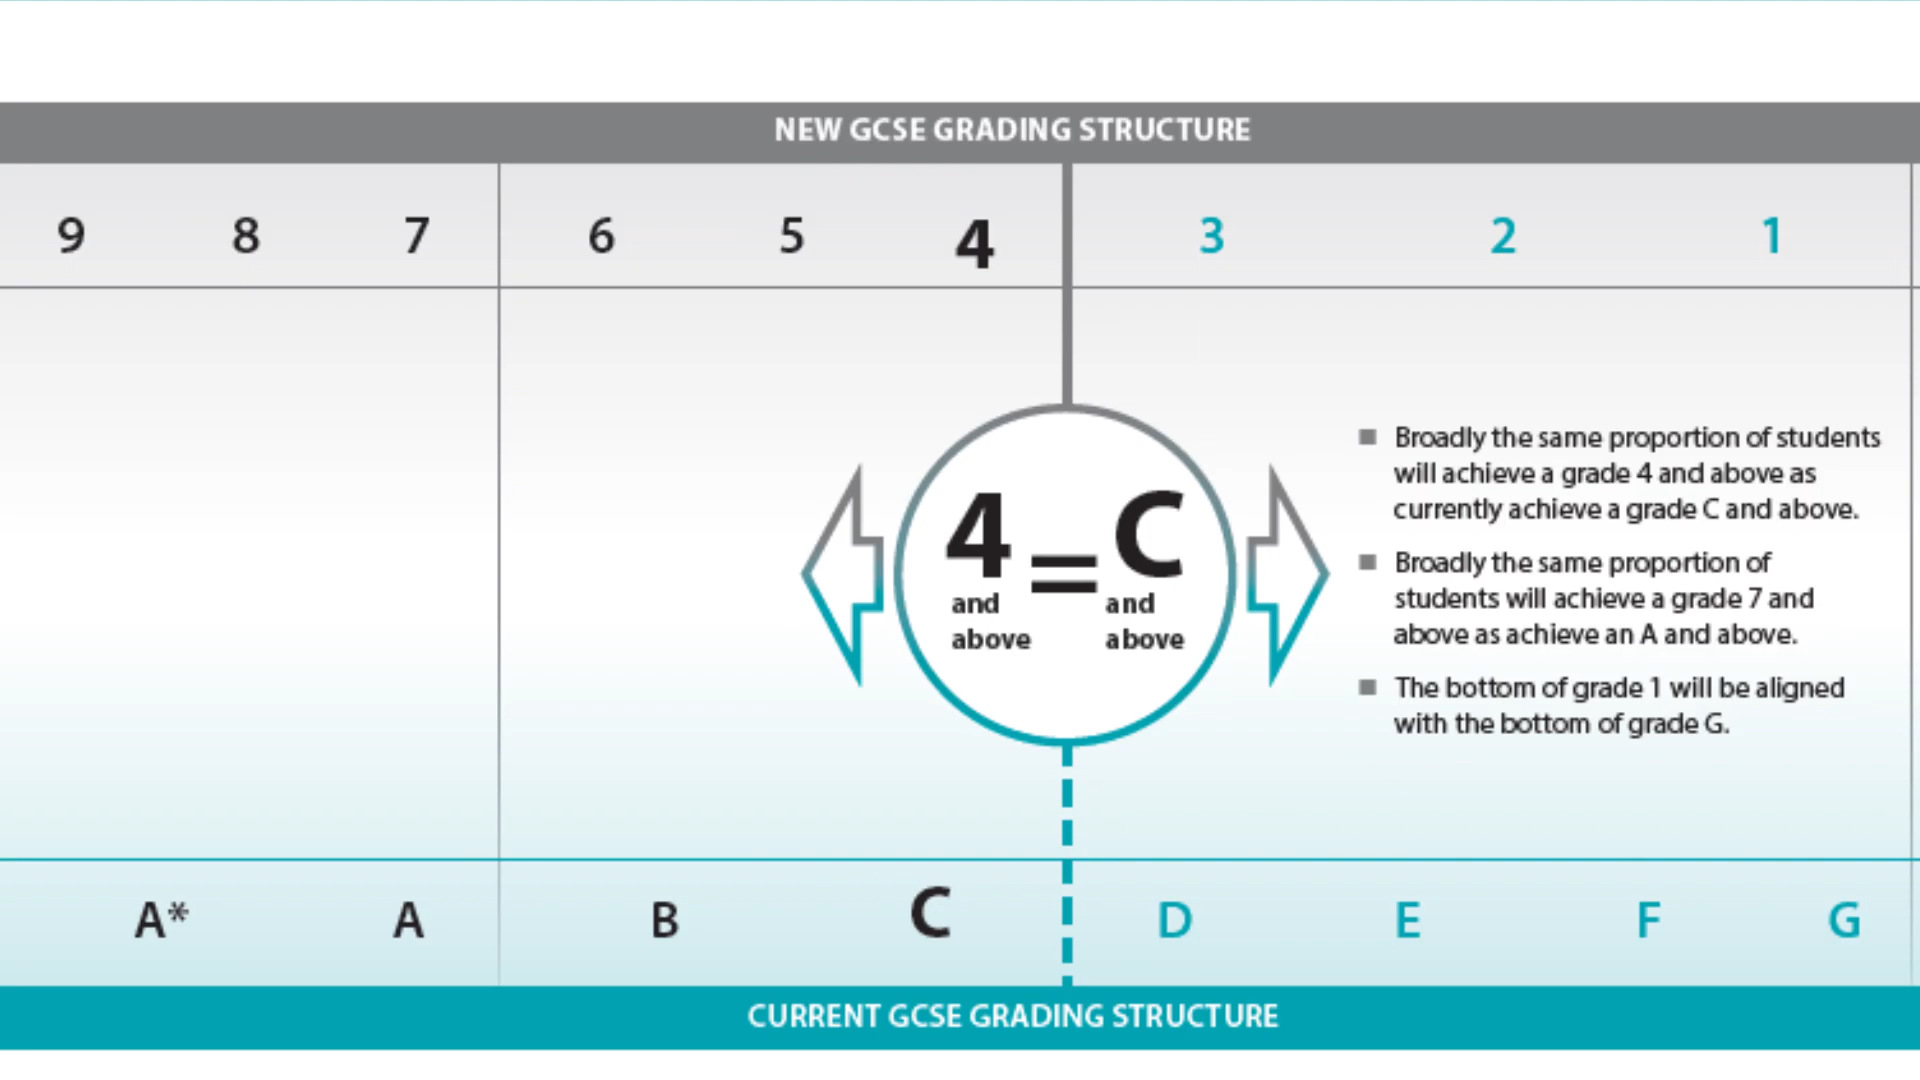 NEW GCSE GRADING STRUCTURE
9 8 7 6 5 4 3 2 1
4 = C
and above and above
Broadly the same proportion of students
will achieve a grade 4 and above as
currently achieve a grade C and above.
Broadly the same proportion of
students will achieve a grade 7 and
above as achieve an A and above.
The bottom of grade 1 will be aligned
with the bottom of grade G.
A* A B C D E F G
CURRENT GCSE GRADING STRUCTURE